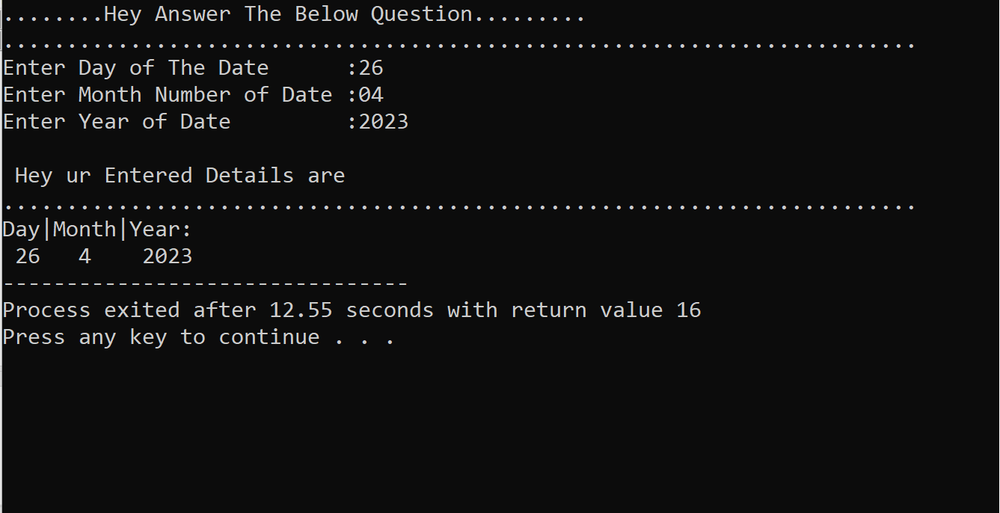 ........Hey Answer The Below Question.........
........................................................................
Enter Day of The Date      :26
Enter Month Number of Date :04
Enter Year of Date         :2023
 Hey ur Entered Details are
........................................................................
Day|Month|Year:
 26   4    2023
--------------------------------
Process exited after 12.55 seconds with return value 16
Press any key to continue . . .